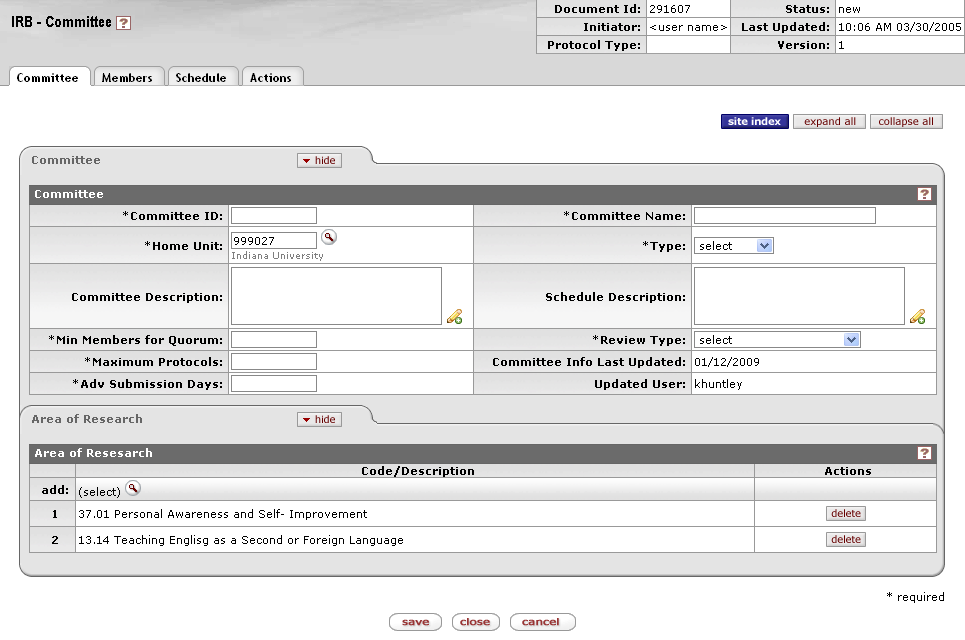 IRB - Committee ?
Document Id: 291607 Status: new
Initiator: <user name> Last Updated: 10:06 AM 03/30/2005
Protocol Type: Version: 1
Committee Members Schedule Actions
site index expand all collapse all
Committee hide
Committee ?
*Committee ID: *Committee Name:
*Home Unit: 999027 *Type: select
Indiana University
Committee Description: Schedule Description:
*Min Members for Quorum: *Review Type: select
*Maximum Protocols: Committee Info Last Updated: 01/12/2009
*Adv Submission Days: Updated User: khuntley
Area of Research hide
Area of Resesarch ?
Code/Description Actions
add: (select)
1 37.01 Personal Awareness and Self- Improvement delete
2 13.14 Teaching Englisg as a Second or Foreign Language delete
* required
save close cancel